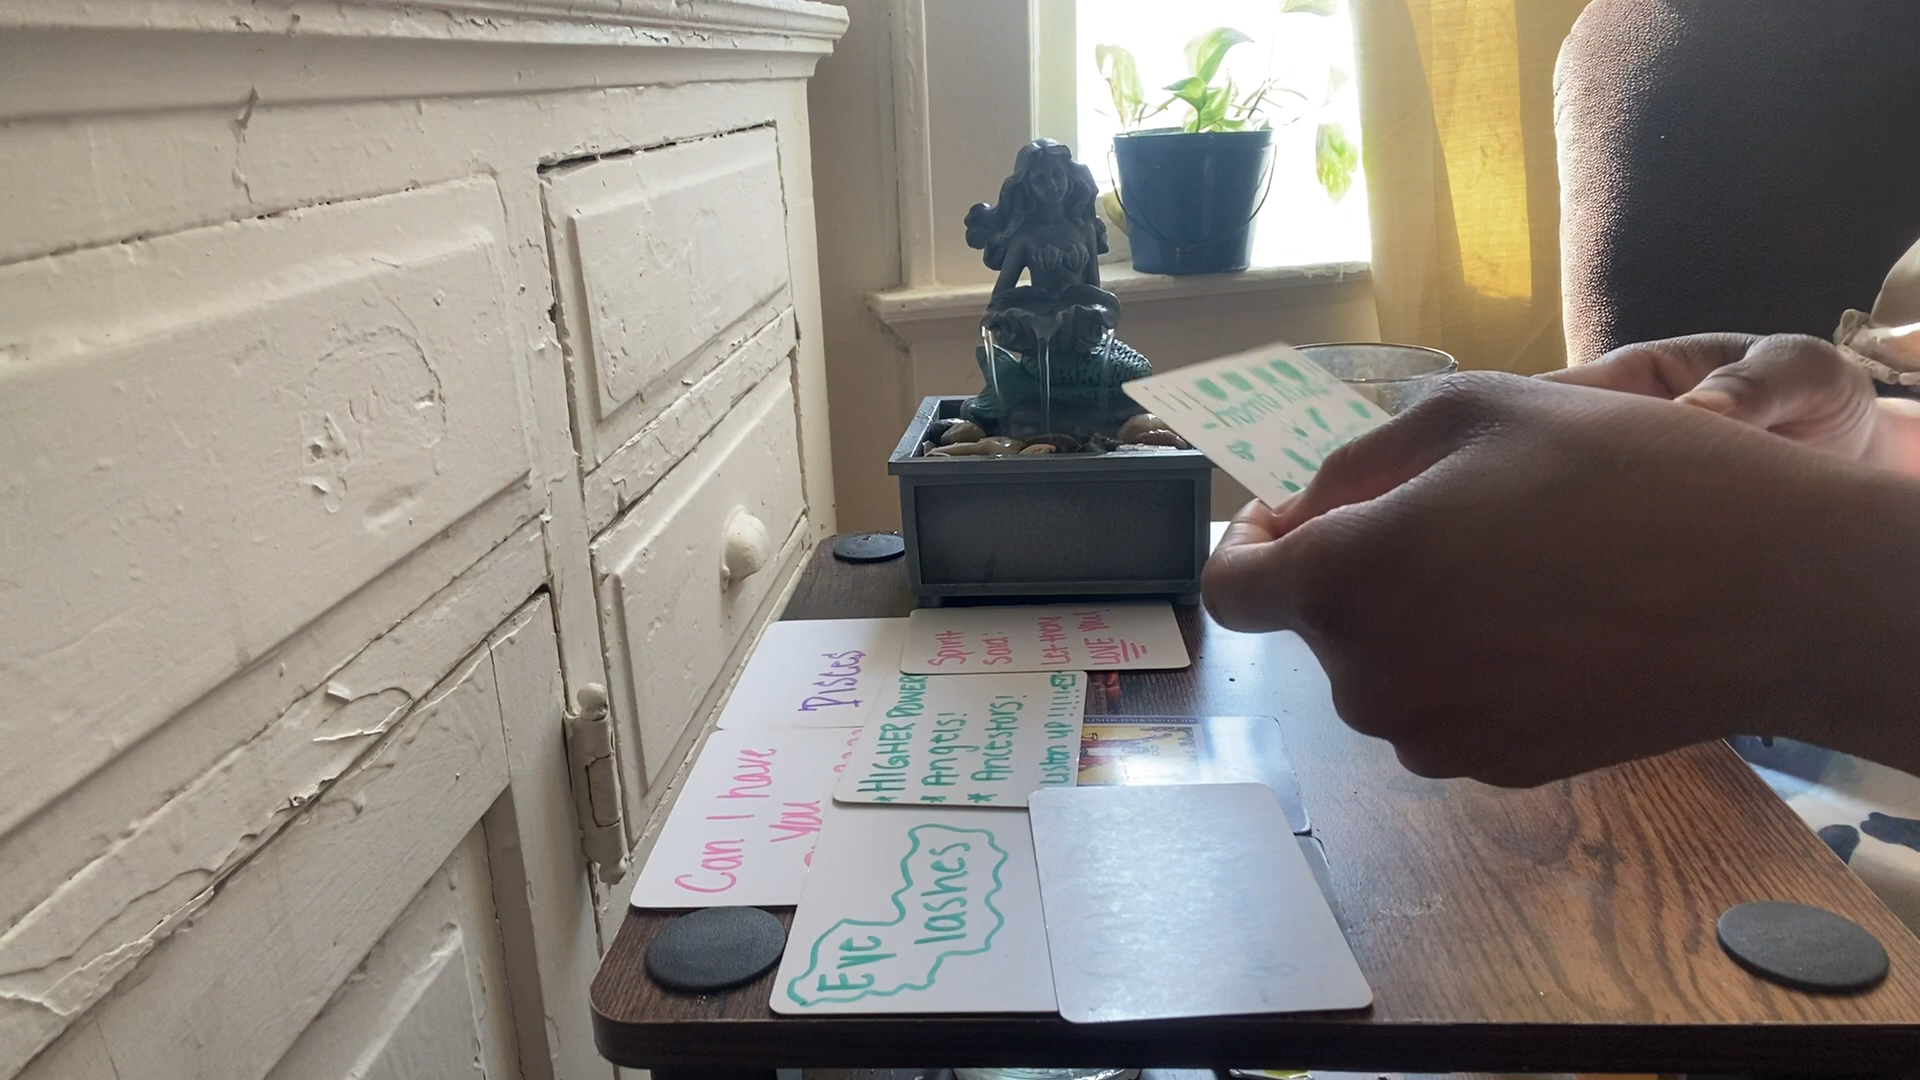 Spirit
said:
Let them
LOVE you!
Pisces
* HIGHER POWER
* Angels!
* Ancestors!
Listen up!!!!!
Can I have
you
Eye
lashes